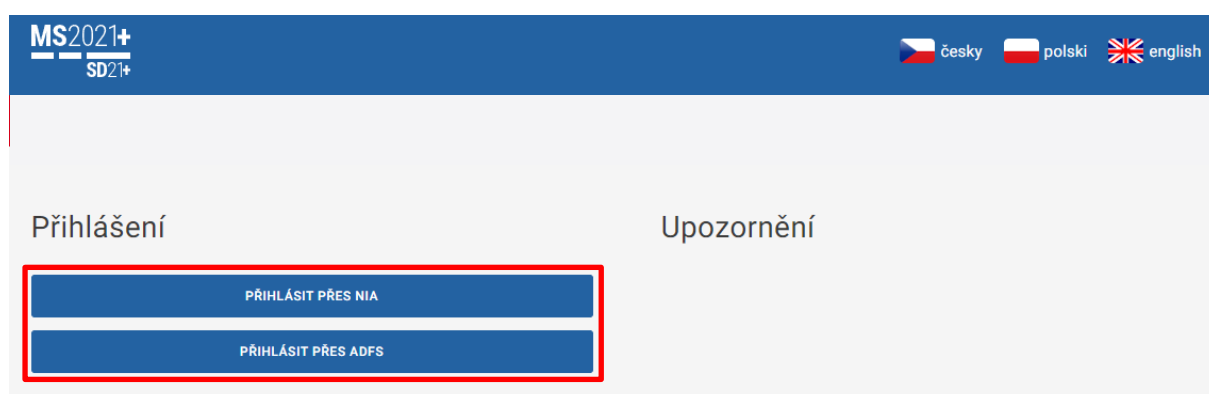 MS2021+
SD21+
česky polski english
Přihlášení
Upozornění
PŘIHLÁSIT PŘES NIA
PŘIHLÁSIT PŘES ADFS